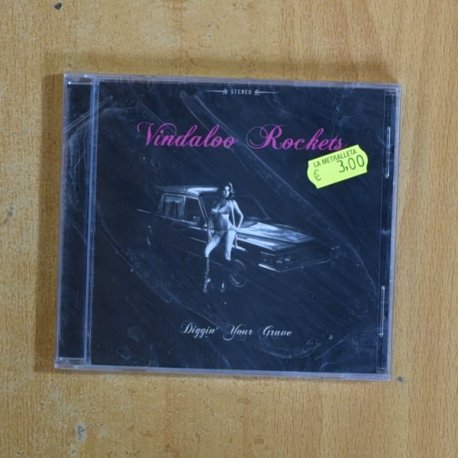 STEREO
Vindaloo Rockets
LA METRALLETA
€ 3,00
Diggin' Your Grave